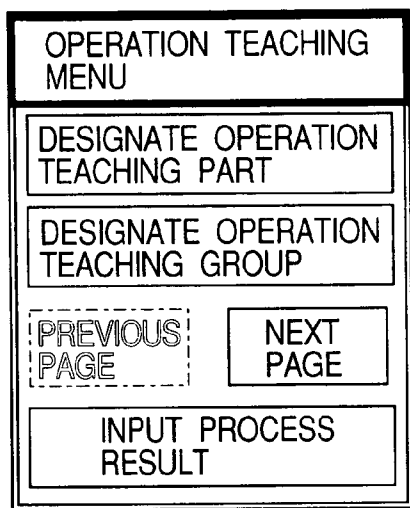 OPERATION TEACHING
MENU
DESIGNATE OPERATION
TEACHING PART
DESIGNATE OPERATION
TEACHING GROUP
PREVIOUS
PAGE
NEXT
PAGE
INPUT PROCESS
RESULT